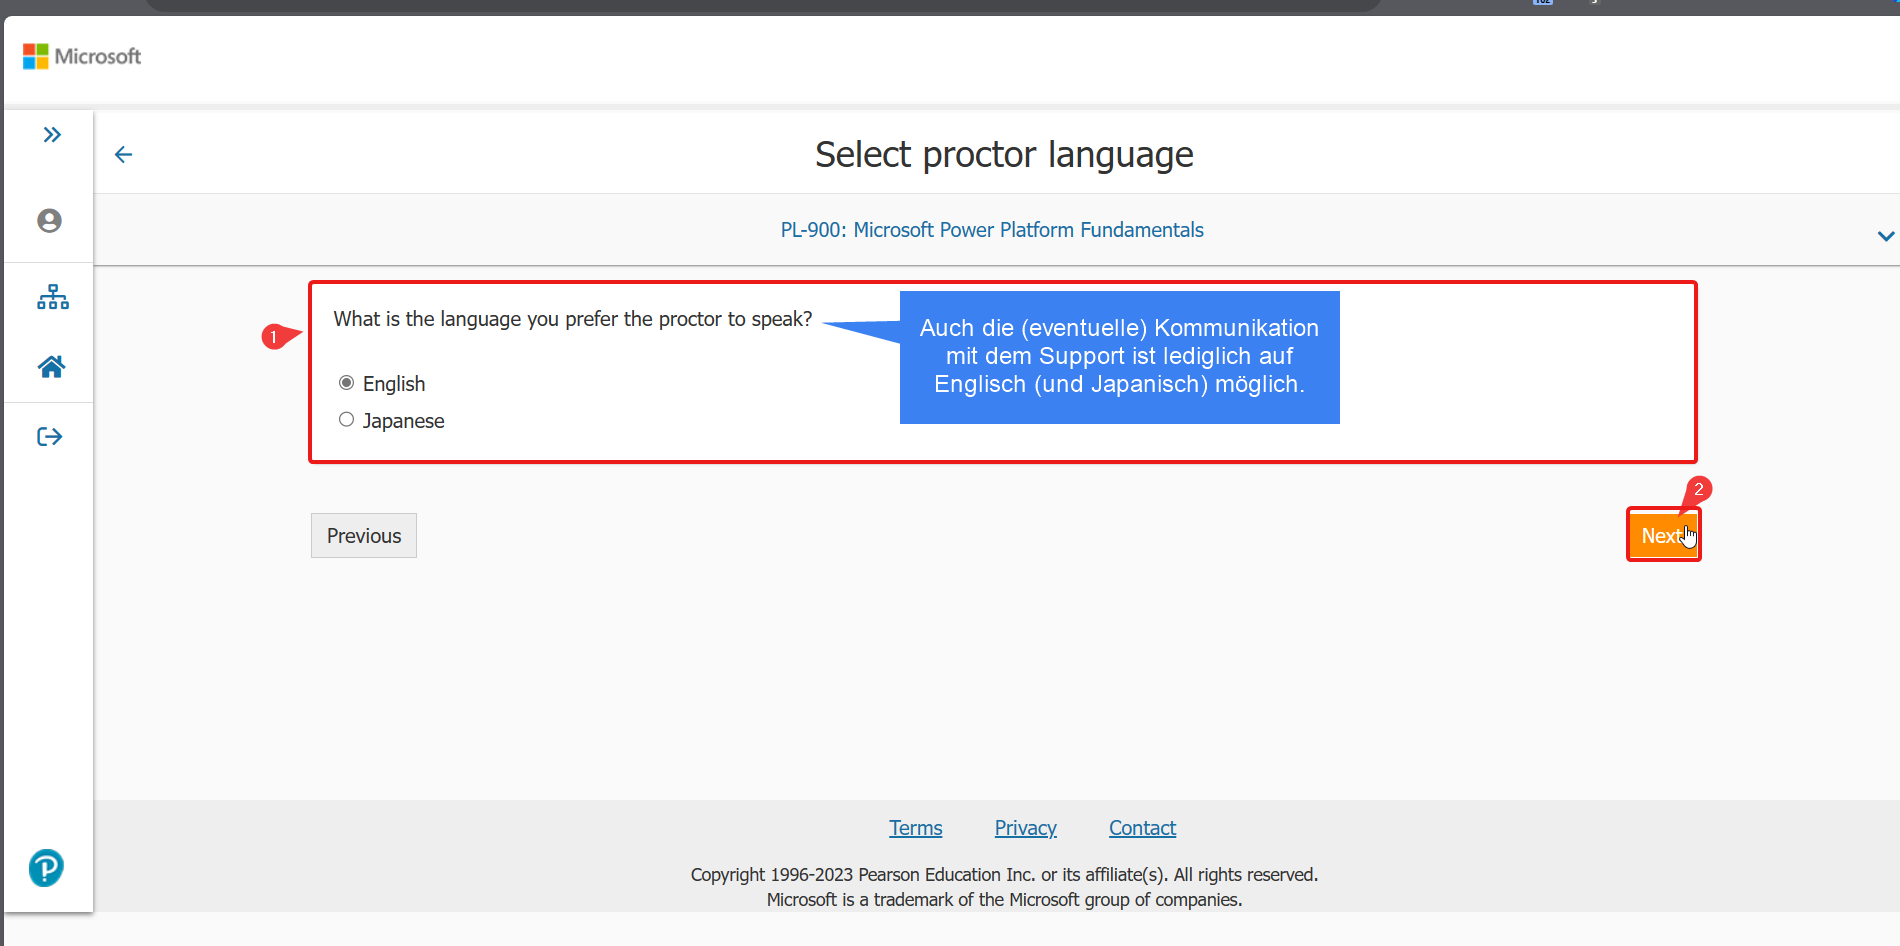 Microsoft
Select proctor language
PL-900: Microsoft Power Platform Fundamentals
1
What is the language you prefer the proctor to speak?
Auch die (eventuelle) Kommunikation
mit dem Support ist lediglich auf
Englisch (und Japanisch) möglich.
English
Japanese
2
Previous
Next
Terms Privacy Contact
Copyright 1996-2023 Pearson Education Inc. or its affiliate(s). All rights reserved.
Microsoft is a trademark of the Microsoft group of companies.